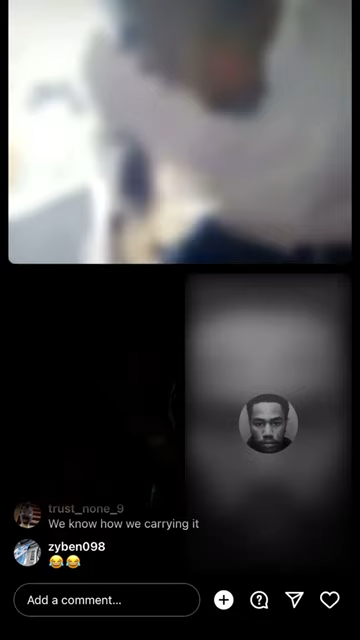 trust_none_9
We know how we carrying it
zyben098
😂😂
Add a comment...